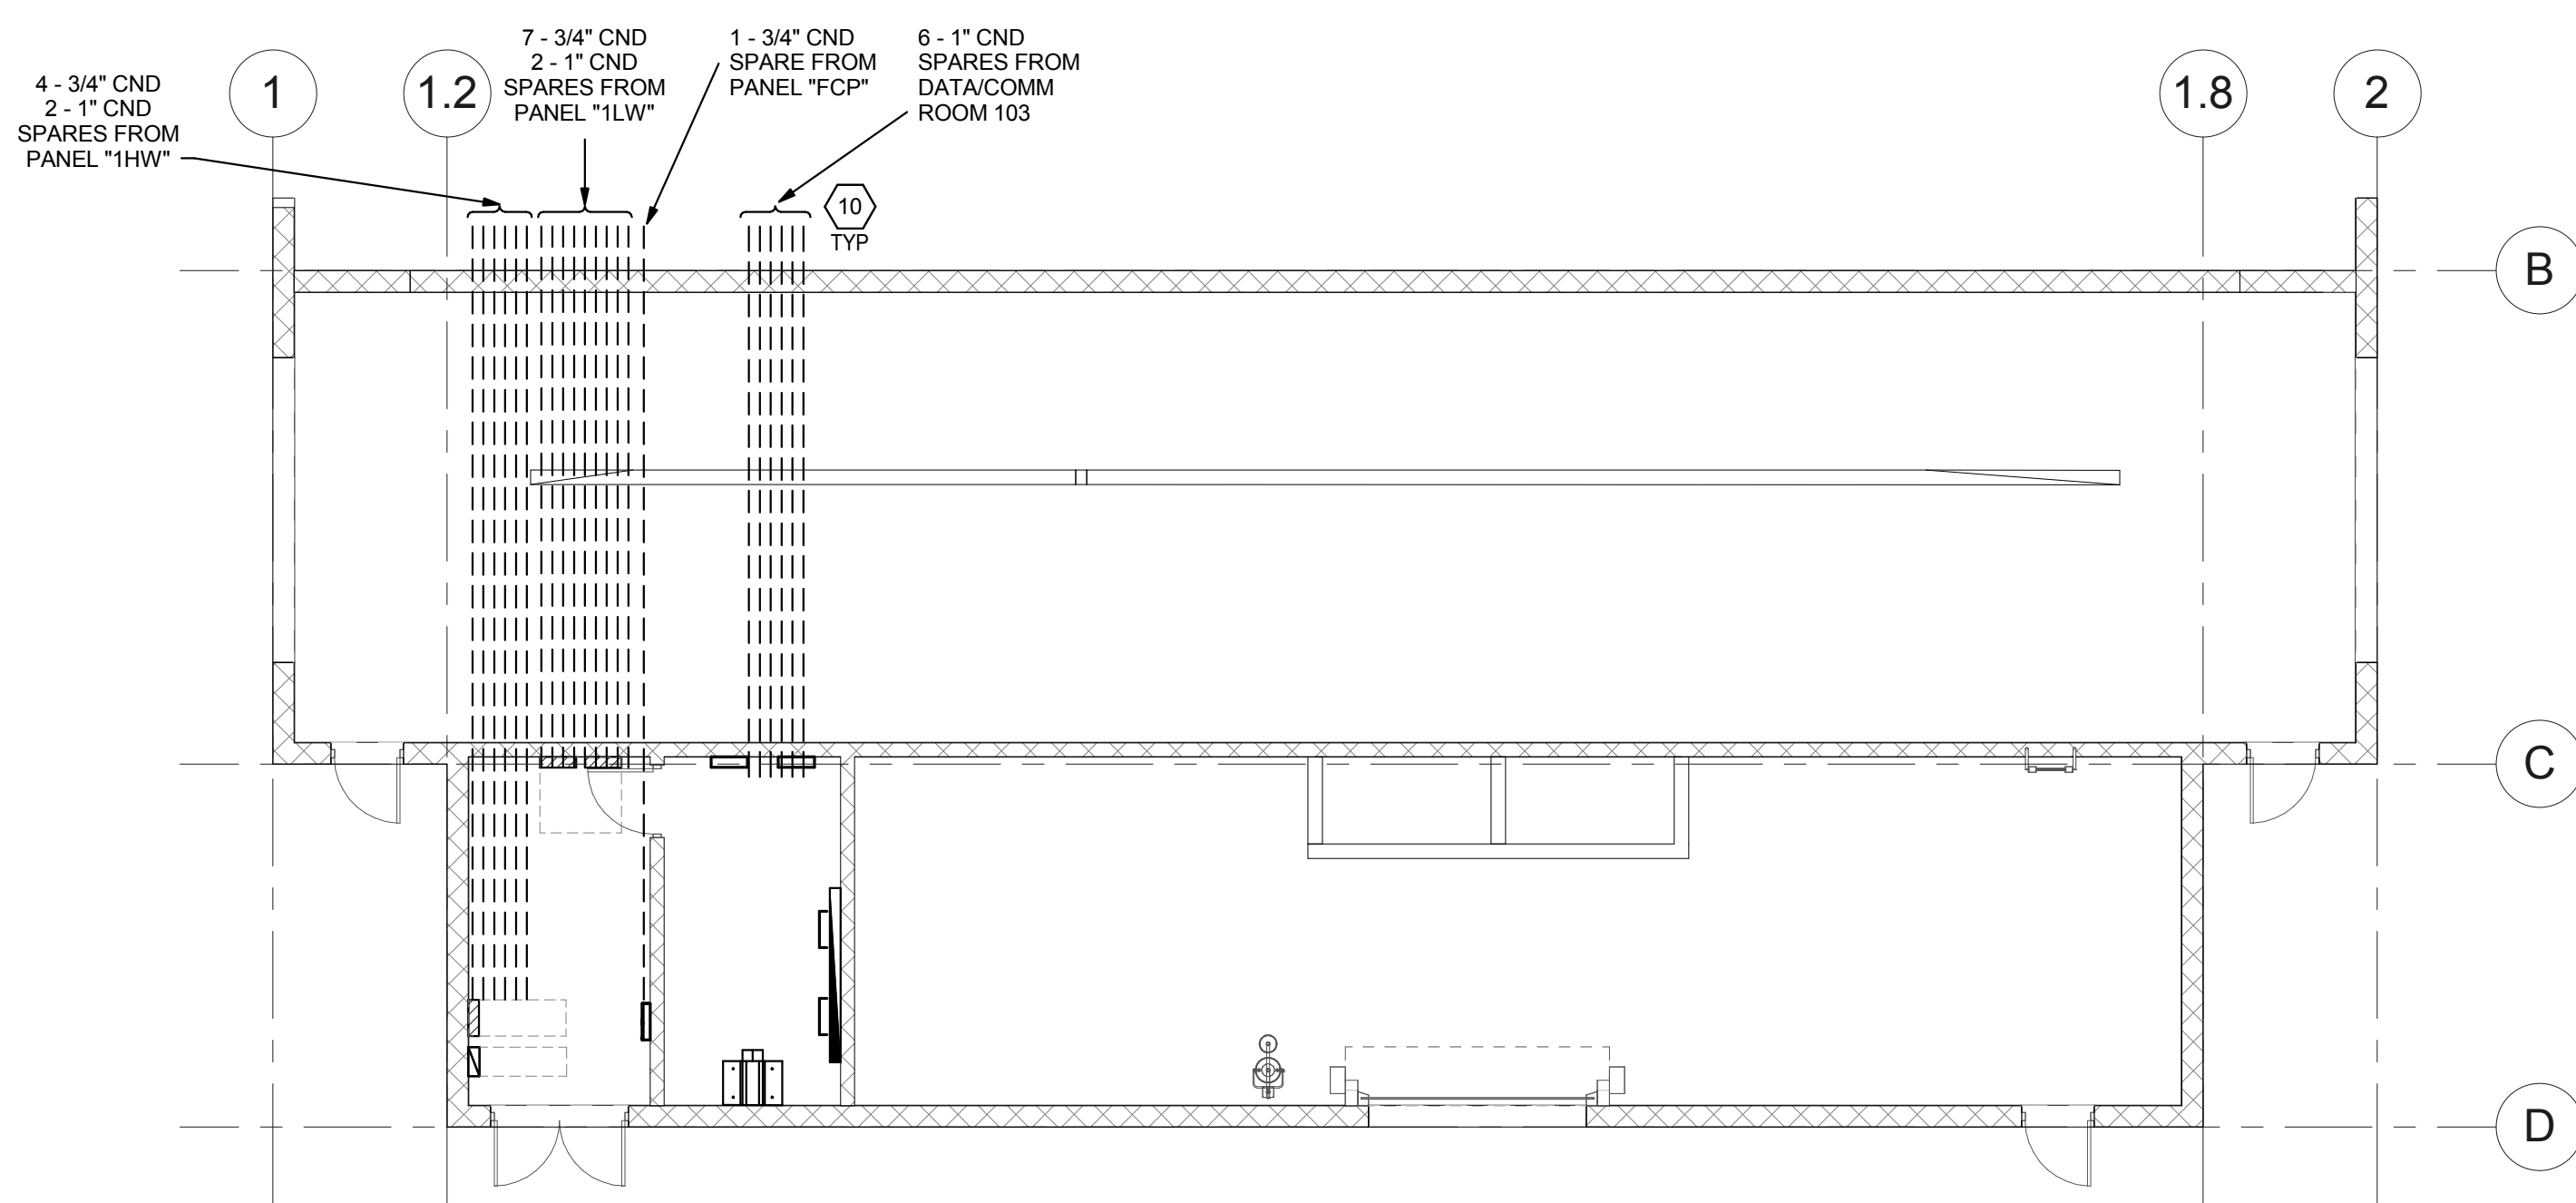 4 - 3/4" CND
2 - 1" CND
SPARES FROM
PANEL "1HW"
1
1.2
7 - 3/4" CND
2 - 1" CND
SPARES FROM
PANEL "1LW"
1 - 3/4" CND
SPARE FROM
PANEL "FCP"
6 - 1" CND
SPARES FROM
DATA/COMM
ROOM 103
1.8
2
10
TYP
B
C
D